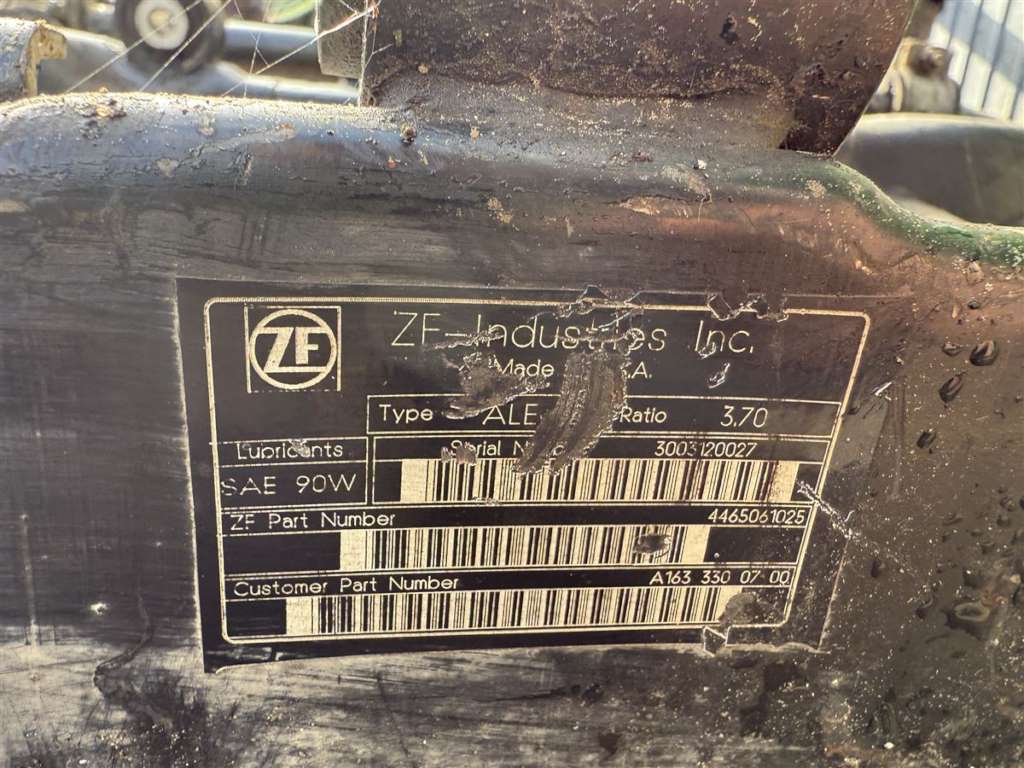 ZF
ZF-Industries Inc.
Made
Type ALE Ratio 3,70
Lubricants Serial 3003120027
SAE 90W
ZF Part Number 4465061025
Customer Part Number A163 330 07 00